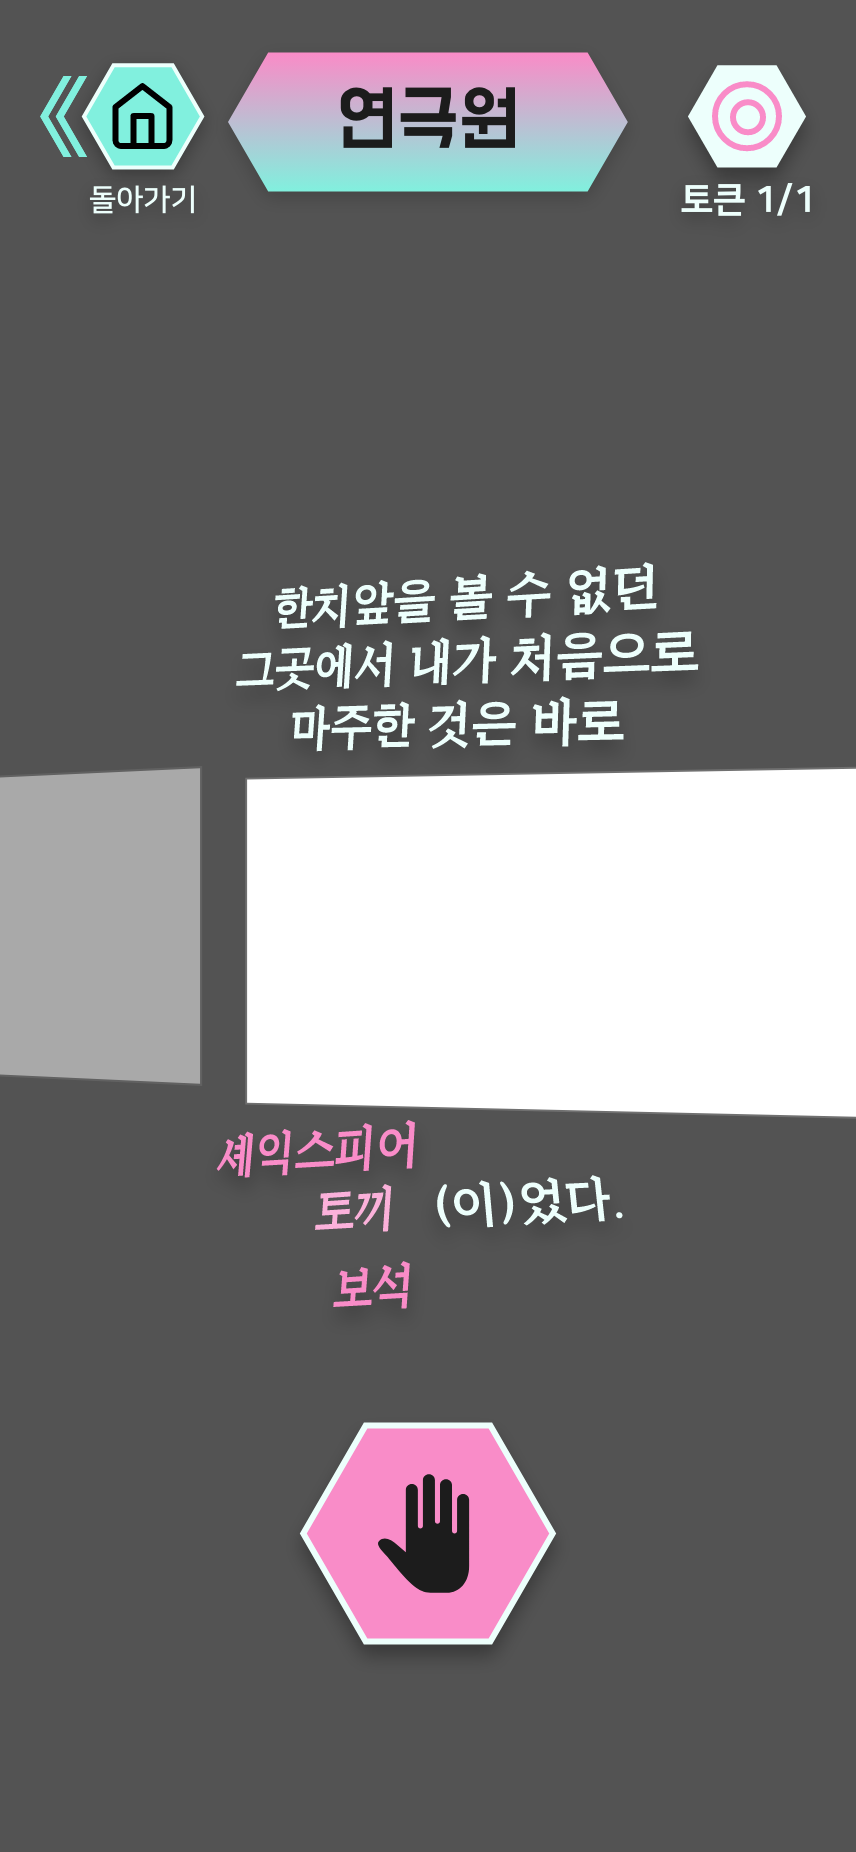 돌아가기
연극원
토큰 1/1
한치앞을 볼 수 없던
그곳에서 내가 처음으로
마주한 것은 바로
셰익스피어
토끼 (이)었다.
보석